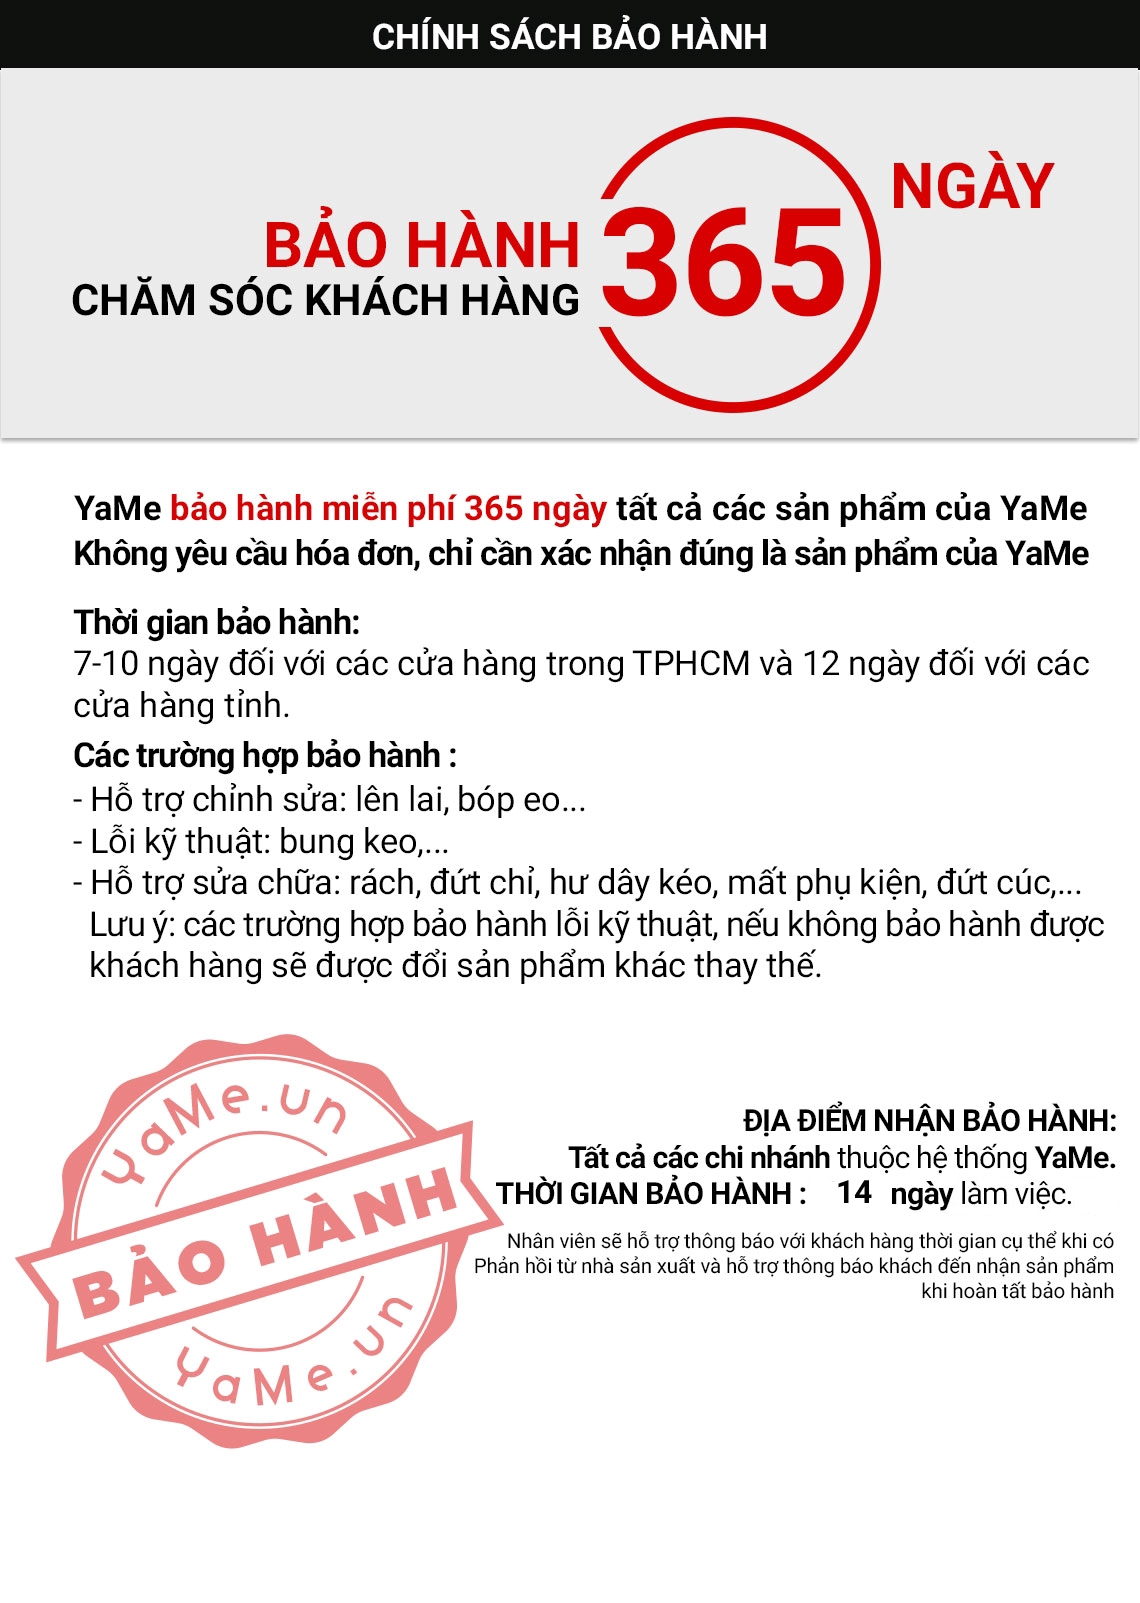 CHÍNH SÁCH BẢO HÀNH
NGÀY
BẢO HÀNH 365
CHĂM SÓC KHÁCH HÀNG
YaMe bảo hành miễn phí 365 ngày tất cả các sản phẩm của YaMe
Không yêu cầu hóa đơn, chỉ cần xác nhận đúng là sản phẩm của YaMe
Thời gian bảo hành:
7-10 ngày đối với các cửa hàng trong TPHCM và 12 ngày đối với các
cửa hàng tỉnh.
Các trường hợp bảo hành :
- Hỗ trợ chỉnh sửa: lên lai, bóp eo...
- Lỗi kỹ thuật: bung keo,...
- Hỗ trợ sửa chữa: rách, đứt chỉ, hư dây kéo, mất phụ kiện, đứt cúc,...
Lưu ý: các trường hợp bảo hành lỗi kỹ thuật, nếu không bảo hành được
khách hàng sẽ được đổi sản phẩm khác thay thế.
YaMe.un
BẢO HÀNH
YaMe.un
ĐỊA ĐIỂM NHẬN BẢO HÀNH:
Tất cả các chi nhánh thuộc hệ thống YaMe.
THỜI GIAN BẢO HÀNH : 14 ngày làm việc.
Nhân viên sẽ hỗ trợ thông báo với khách hàng thời gian cụ thể khi có
Phản hồi từ nhà sản xuất và hỗ trợ thông báo khách đến nhận sản phẩm
khi hoàn tất bảo hành